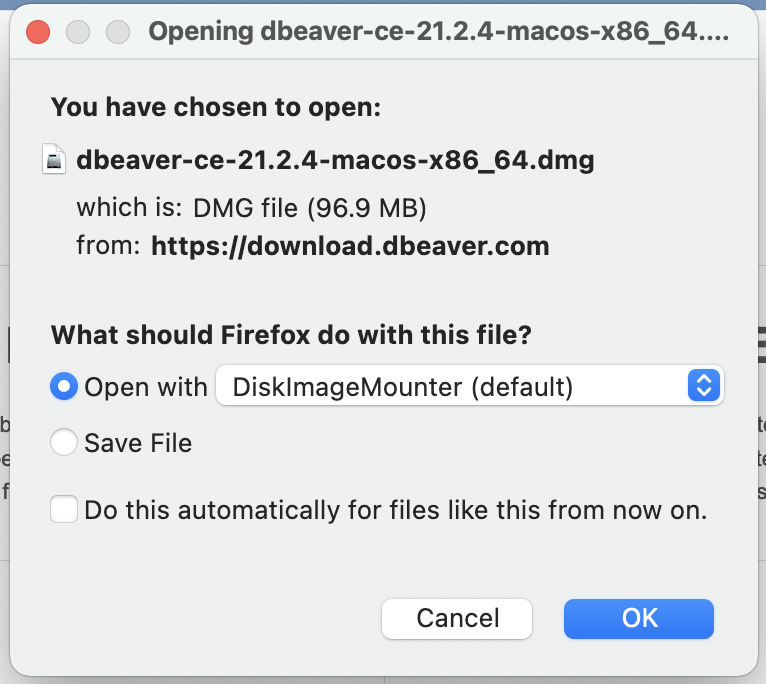 Opening dbeaver-ce-21.2.4-macos-x86_64....
You have chosen to open:
dbeaver-ce-21.2.4-macos-x86_64.dmg
which is: DMG file (96.9 MB)
from: https://download.dbeaver.com
What should Firefox do with this file?
Open with DiskImageMounter (default)
Save File
Do this automatically for files like this from now on.
Cancel OK